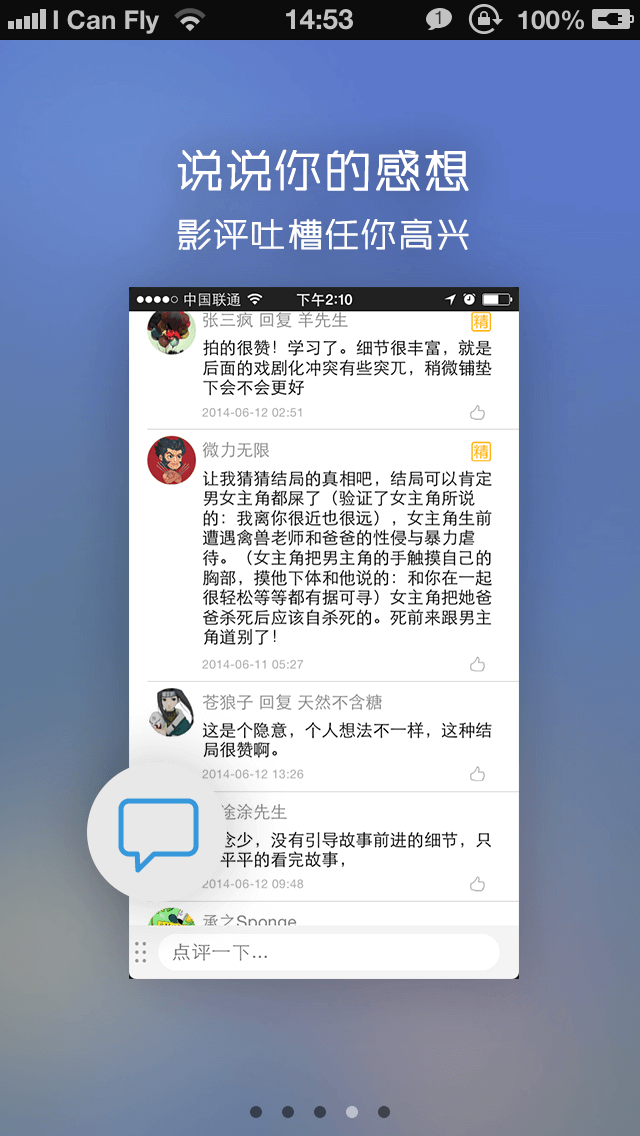 I Can Fly
14:53
1
100%
说说你的感想
影评吐槽任你高兴
中国联通
下午2:10
张三疯 回复 羊先生
精
拍的很赞！学习了。细节很丰富，就是
后面的戏剧化冲突有些突兀，稍微铺垫
下会不会更好
2014-06-12 02:51
微力无限
精
让我猜猜结局的真相吧，结局可以肯定
男女主角都屎了（验证了女主角所说
的：我离你很近也很远），女主角生前
遭遇禽兽老师和爸爸的性侵与暴力虐
待。（女主角把男主角的手触摸自己的
胸部，摸他下体和他说的：和你在一起
很轻松等等都有据可寻）女主角把她爸
爸杀死后应该自杀死的。死前来跟男主
角道别了！
2014-06-11 05:27
苍狼子 回复 天然不含糖
这是个隐意，个人想法不一样，这种结
局很赞啊。
2014-06-12 13:26
涂先生
少，没有引导故事前进的细节，只
平平的看完故事，
2014-06-12 09:48
承之Sponge
点评一下...